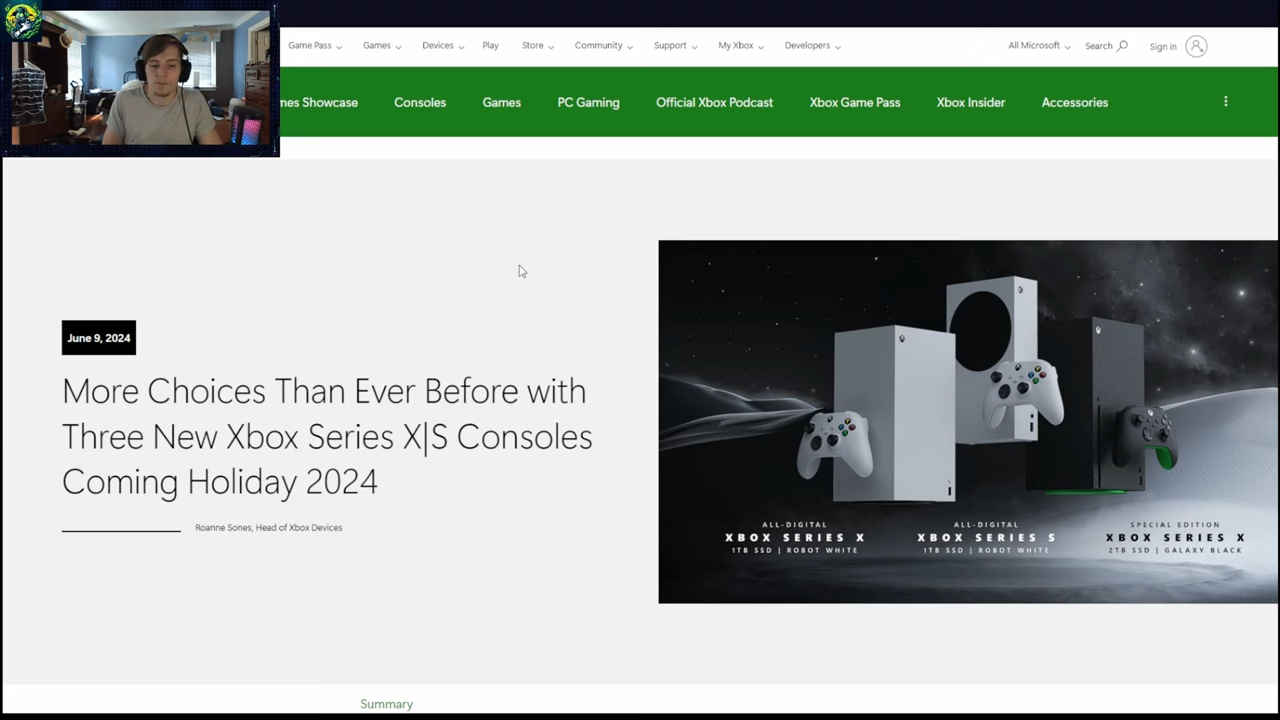 Game Pass
Games
Devices
Play
Store
Community
Support
My Xbox
Developers
All Microsoft
Search
Sign in
mes Showcase
Consoles
Games
PC Gaming
Official Xbox Podcast
Xbox Game Pass
Xbox Insider
Accessories
June 9, 2024
More Choices Than Ever Before with
Three New Xbox Series X|S Consoles
Coming Holiday 2024
Roanne Sones, Head of Xbox Devices
ALL-DIGITAL
XBOX SERIES X
1TB SSD | ROBOT WHITE
ALL-DIGITAL
XBOX SERIES S
1TB SSD | ROBOT WHITE
SPECIAL EDITION
XBOX SERIES X
2TB SSD | GALAXY BLACK
Summary